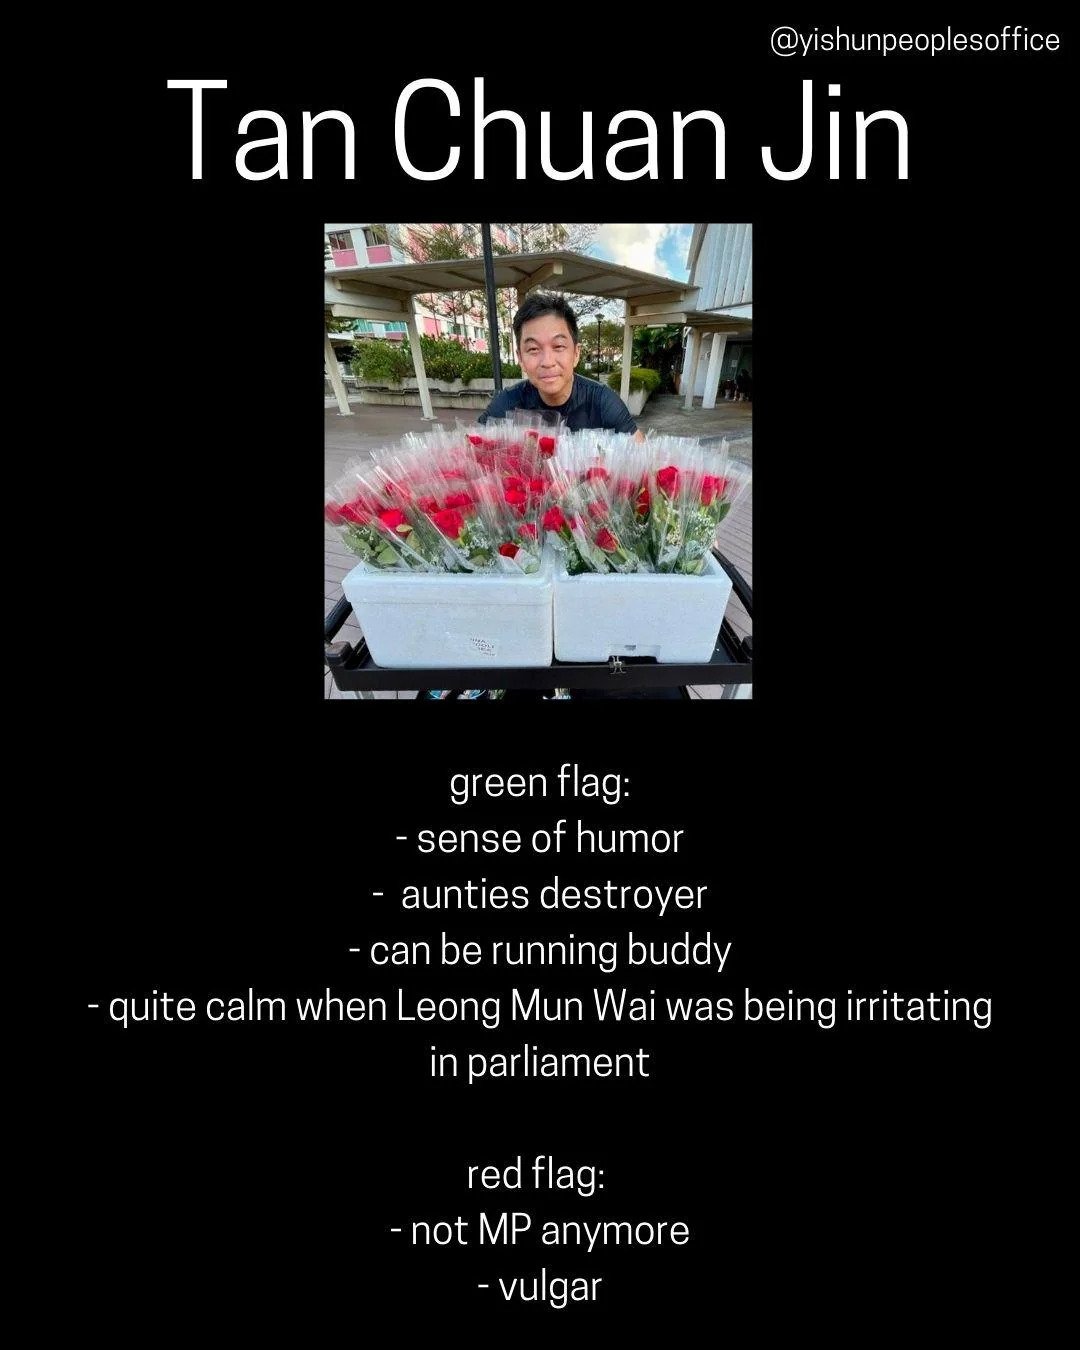 @yishunpeoplesoffice
Tan Chuan Jin
green flag:
- sense of humor
- aunties destroyer
- can be running buddy
- quite calm when Leong Mun Wai was being irritating
in parliament
red flag:
- not MP anymore
- vulgar